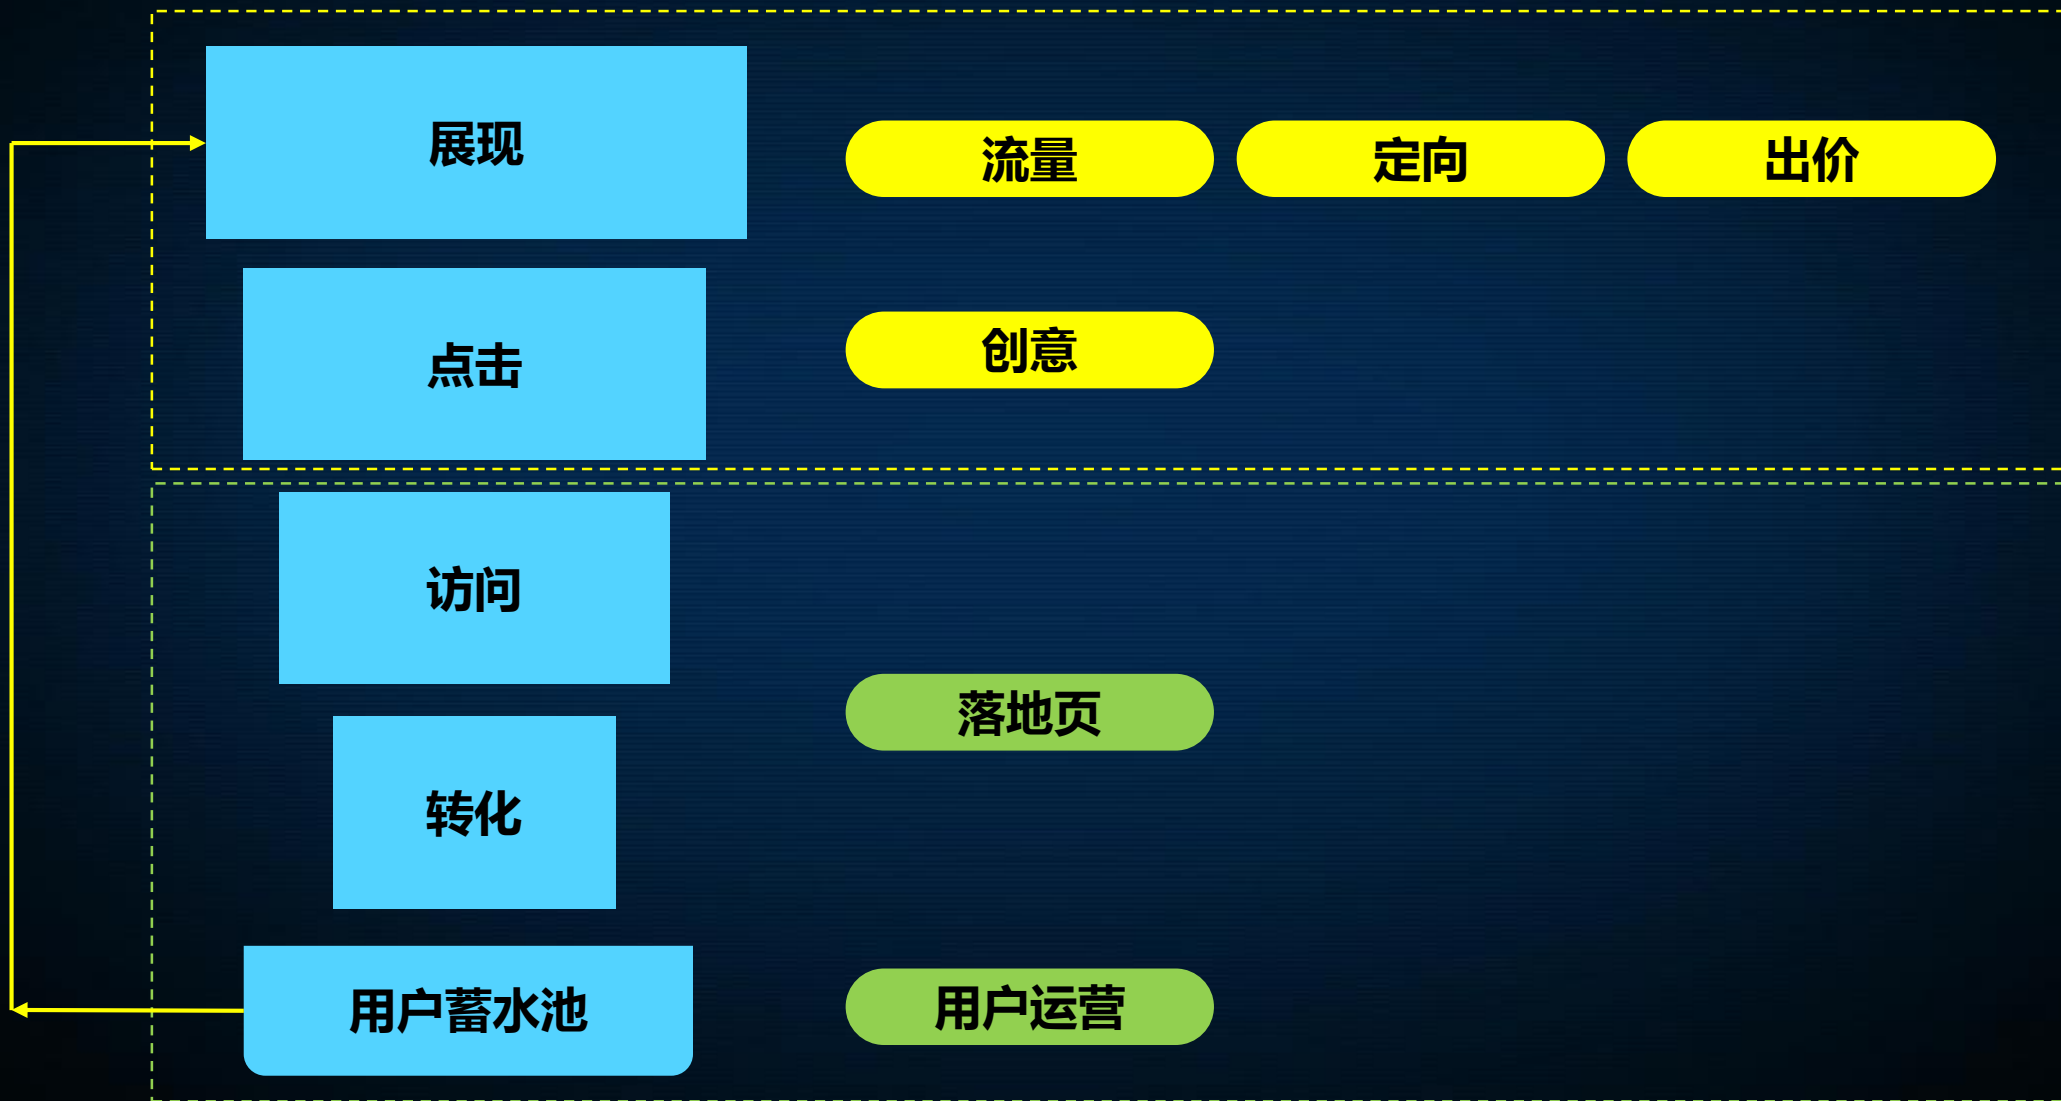 展现
流量
定向
出价
点击
创意
访问
落地页
转化
用户蓄水池
用户运营